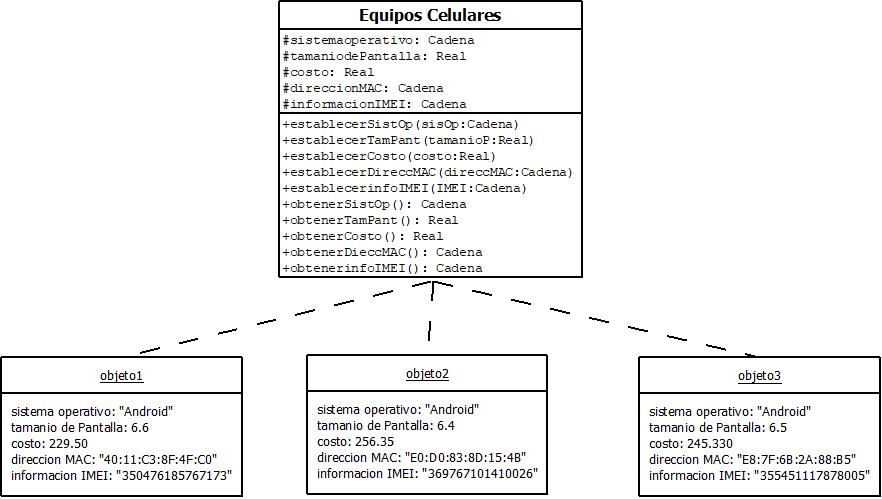 Equipos Celulares
#sistemaoperativo: Cadena
#tamaniodePantalla: Real
#costo: Real
#direccionMAC: Cadena
#informacionIMEI: Cadena
+establecerSistOp(sisOp:Cadena)
+establecerTamPant(tamanioP:Real)
+establecerCosto(costo:Real)
+establecerDireccMAC(direccMAC:Cadena)
+establecerinfoIMEI(IMEI:Cadena)
+obtenerSistOp(): Cadena
+obtenerTamPant(): Real
+obtenerCosto(): Real
+obtenerDieccMAC(): Cadena
+obtenerinfoIMEI(): Cadena
objeto1
sistema operativo: "Android"
tamanio de Pantalla: 6.6
costo: 229.50
direccion MAC: "40:11:C3:8F:4F:C0"
informacion IMEI: "350476185767173"
objeto2
sistema operativo: "Android"
tamanio de Pantalla: 6.4
costo: 256.35
direccion MAC: "E0:D0:83:8D:15:4B"
informacion IMEI: "369767101410026"
objeto3
sistema operativo: "Android"
tamanio de Pantalla: 6.5
costo: 245.330
direccion MAC: "E8:7F:6B:2A:88:B5"
informacion IMEI: "355451117878005"